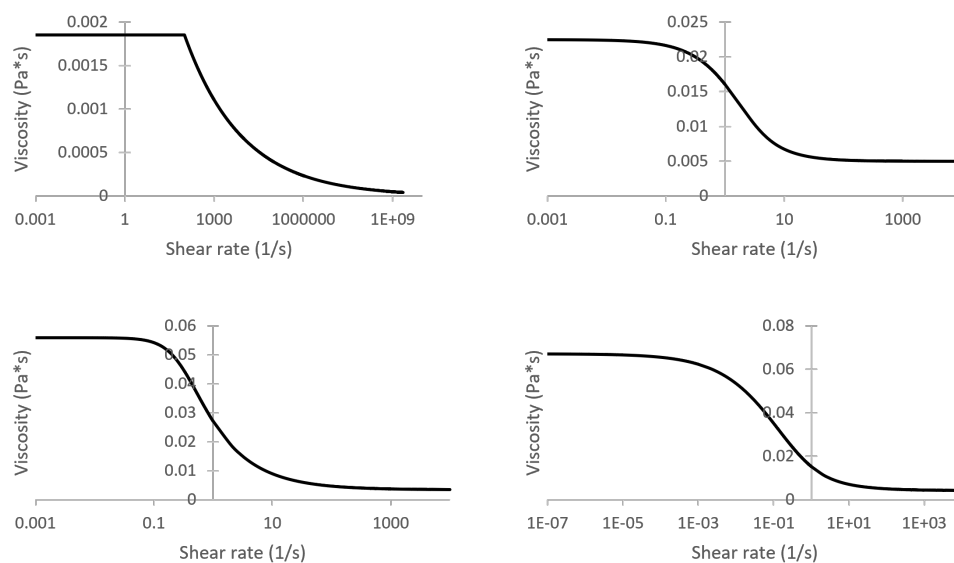 0.002
0.0015
0.001
0.0005
0
Viscosity (Pa*s)
0.001 1 1000 1000000 1E+09
Shear rate (1/s)
0.025
0.02
0.015
0.01
0.005
0
Viscosity (Pa*s)
0.001 0.1 10 1000
Shear rate (1/s)
0.06
0.05
0.04
0.03
0.02
0.01
0
Viscosity (Pa*s)
0.001 0.1 10 1000
Shear rate (1/s)
0.08
0.06
0.04
0.02
0
Viscosity (Pa*s)
1E-07 1E-05 1E-03 1E-01 1E+01 1E+03
Shear rate (1/s)